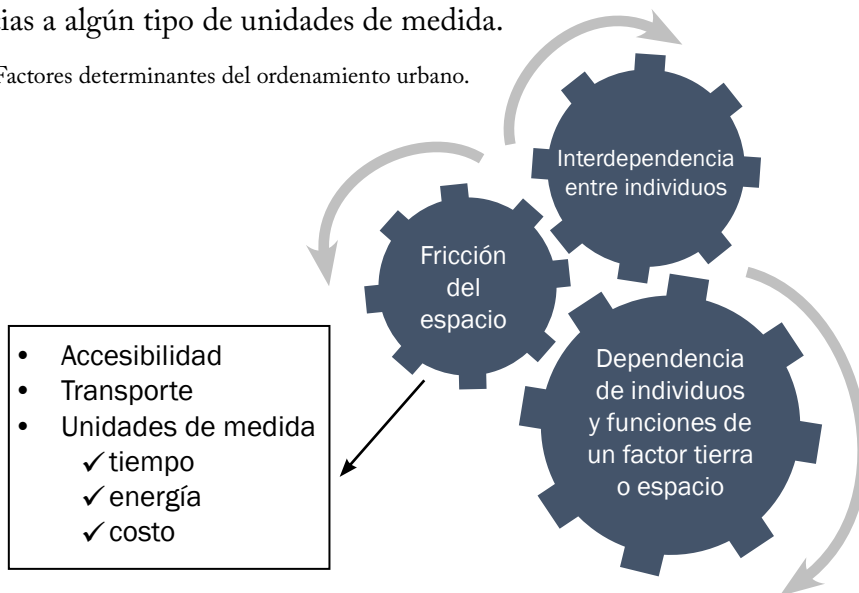 a algún tipo de unidades de medida.
Factores determinantes del ordenamiento urbano.
Interdependencia
entre individuos
Fricción
del
espacio
Dependencia
de individuos
y funciones de
un factor tierra
o espacio
• Accesibilidad
• Transporte
• Unidades de medida
✓ tiempo
✓ energía
✓ costo